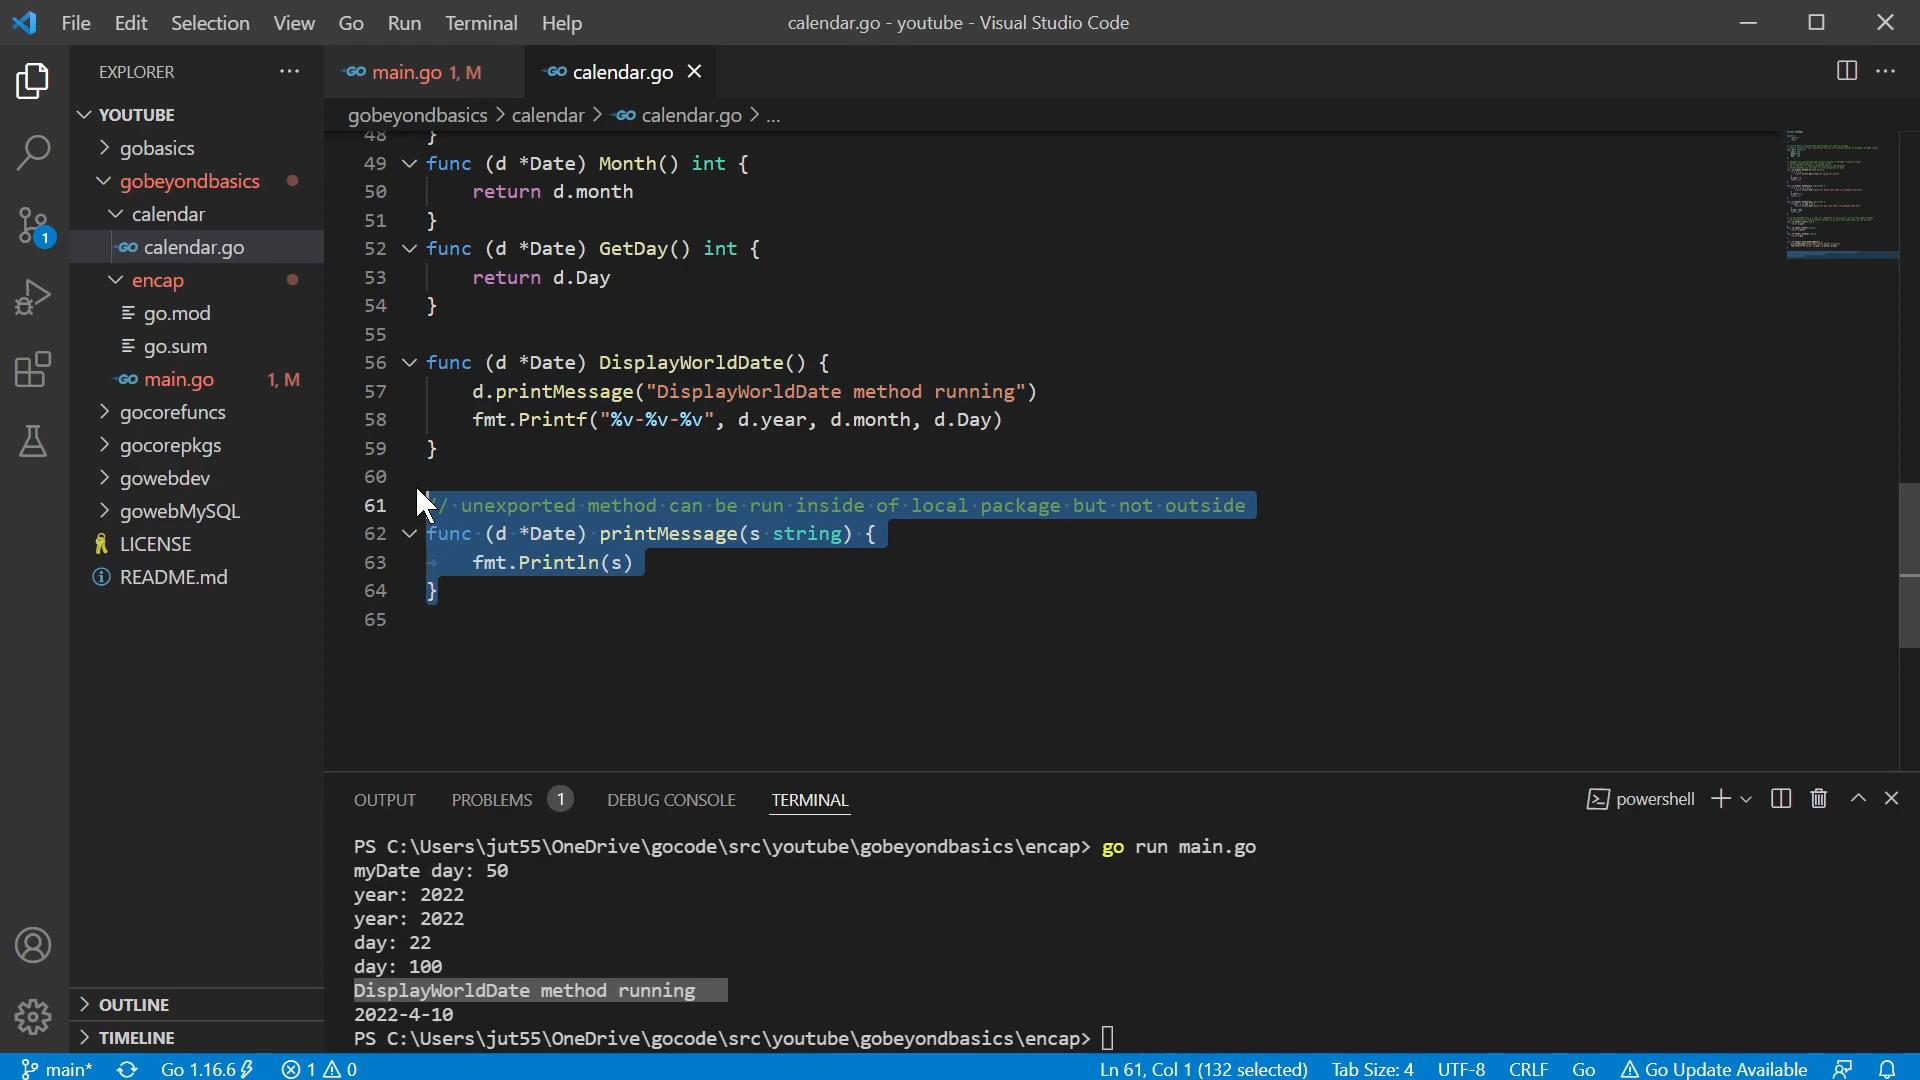 File Edit Selection View Go Run Terminal Help
calendar.go - youtube - Visual Studio Code
EXPLORER
YOUTUBE
gobasics
gobeyondbasics
calendar
calendar.go
encap
go.mod
go.sum
main.go 1, M
gocorefuncs
gocorepkgs
gowebdev
gowebMySQL
LICENSE
README.md
OUTLINE
TIMELINE
main.go 1, M
calendar.go
gobeyondbasics > calendar > calendar.go > ...
48 }
49 func (d *Date) Month() int {
50 return d.month
51 }
52 func (d *Date) GetDay() int {
53 return d.Day
54 }
55
56 func (d *Date) DisplayWorldDate() {
57 d.printMessage("DisplayWorldDate method running")
58 fmt.Printf("%v-%v-%v", d.year, d.month, d.Day)
59 }
60
61 // unexported method can be run inside of local package but not outside
62 func (d *Date) printMessage(s string) {
63 fmt.Println(s)
64 }
65
OUTPUT PROBLEMS 1 DEBUG CONSOLE TERMINAL
powershell
PS C:\Users\jut55\OneDrive\gocode\src\youtube\gobeyondbasics\encap> go run main.go
myDate day: 50
year: 2022
year: 2022
day: 22
day: 100
DisplayWorldDate method running
2022-4-10
PS C:\Users\jut55\OneDrive\gocode\src\youtube\gobeyondbasics\encap>
1
main* Go 1.16.6 1 0 Ln 61, Col 1 (132 selected) Tab Size: 4 UTF-8 CRLF Go Go Update Available